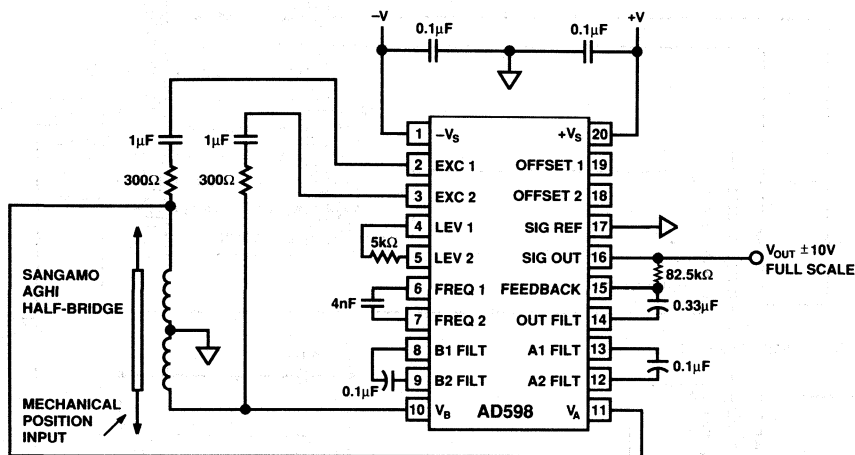 −V
+V
0.1µF
0.1µF
1µF
1µF
300Ω
300Ω
1 −VS
+VS 20
2 EXC 1
OFFSET 1 19
3 EXC 2
OFFSET 2 18
4 LEV 1
SIG REF 17
5 LEV 2
SIG OUT 16
6 FREQ 1
FEEDBACK 15
7 FREQ 2
OUT FILT 14
8 B1 FILT
A1 FILT 13
9 B2 FILT
A2 FILT 12
10 VB
AD598
VA 11
5kΩ
4nF
0.1µF
VOUT ±10V
FULL SCALE
82.5kΩ
0.33µF
0.1µF
SANGAMO
AGHI
HALF-BRIDGE
MECHANICAL
POSITION
INPUT